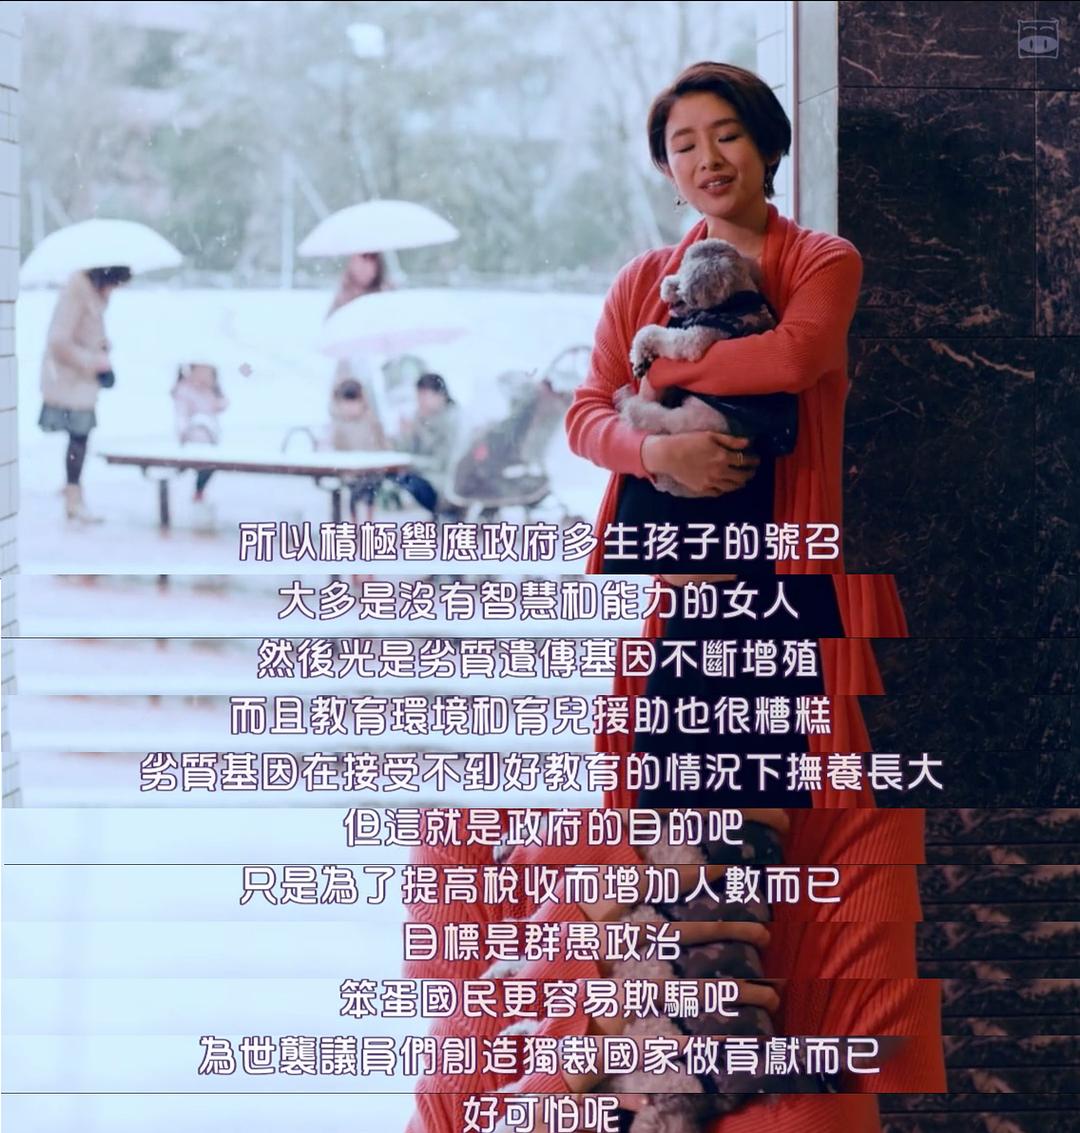 所以積極響應政府多生孩子的號召
大多是沒有智慧和能力的女人
然後光是劣質遺傳基因不斷增殖
而且教育環境和育兒援助也很糟糕
劣質基因在接受不到好教育的情況下撫養長大
但這就是政府的目的吧
只是為了提高稅收而增加人數而已
目標是群愚政治
笨蛋國民更容易欺騙吧
為世襲議員們創造獨裁國家做貢獻而已
好可怕呢